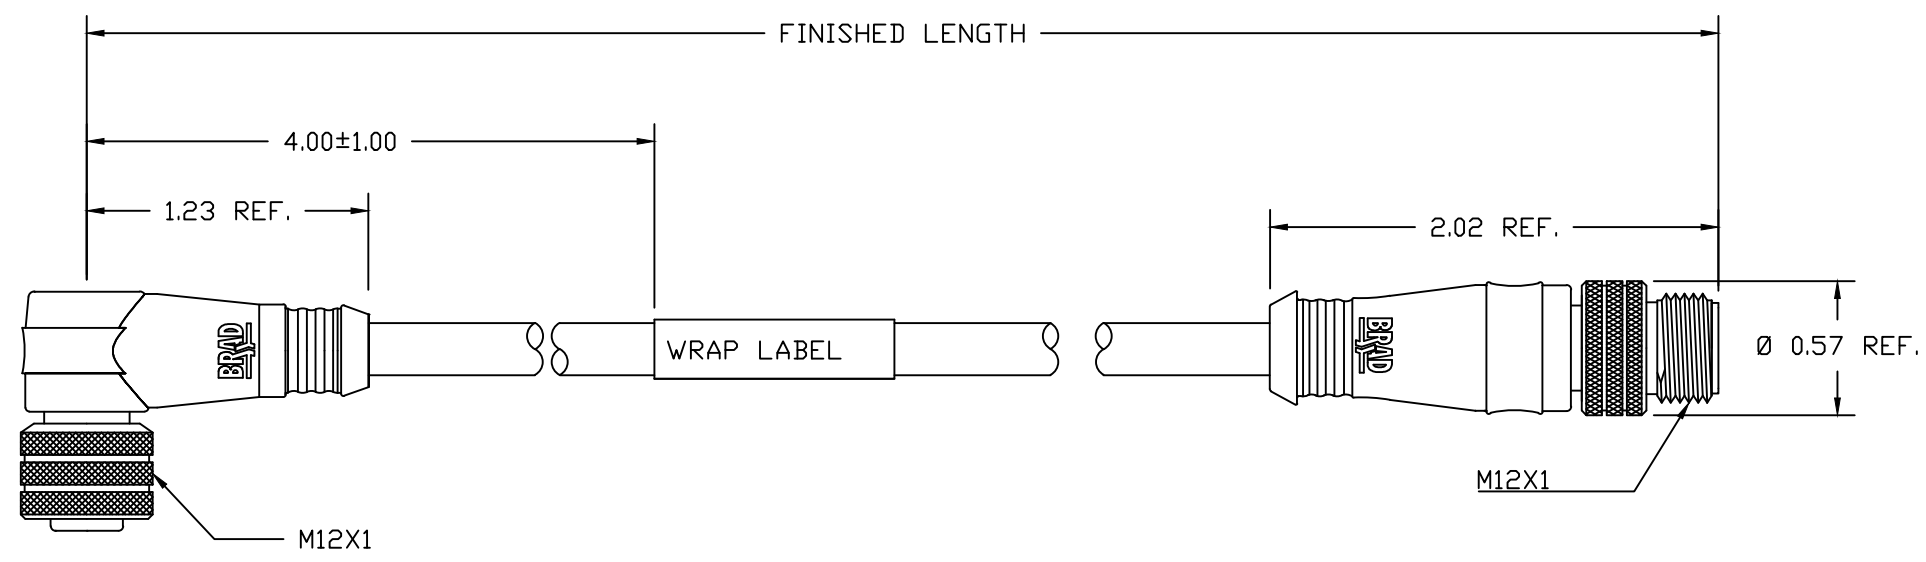 FINISHED LENGTH
4.00±1.00
1.23 REF.
2.02 REF.
BRAD
WRAP LABEL
BRAD
Ø 0.57 REF.
M12X1
M12X1